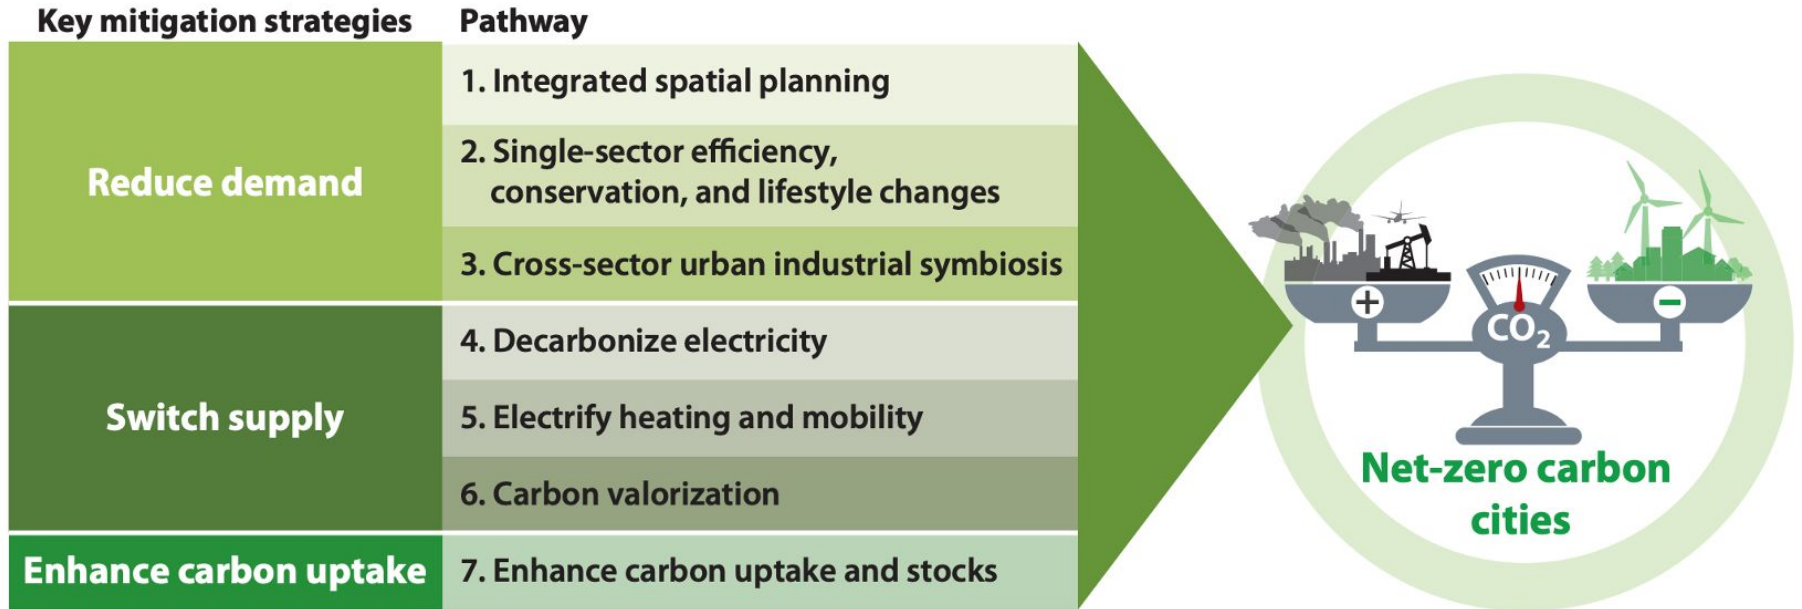 Key mitigation strategies
Pathway
Reduce demand
1. Integrated spatial planning
2. Single-sector efficiency,
conservation, and lifestyle changes
3. Cross-sector urban industrial symbiosis
Switch supply
4. Decarbonize electricity
5. Electrify heating and mobility
6. Carbon valorization
Enhance carbon uptake
7. Enhance carbon uptake and stocks
+
−
CO₂
Net-zero carbon
cities